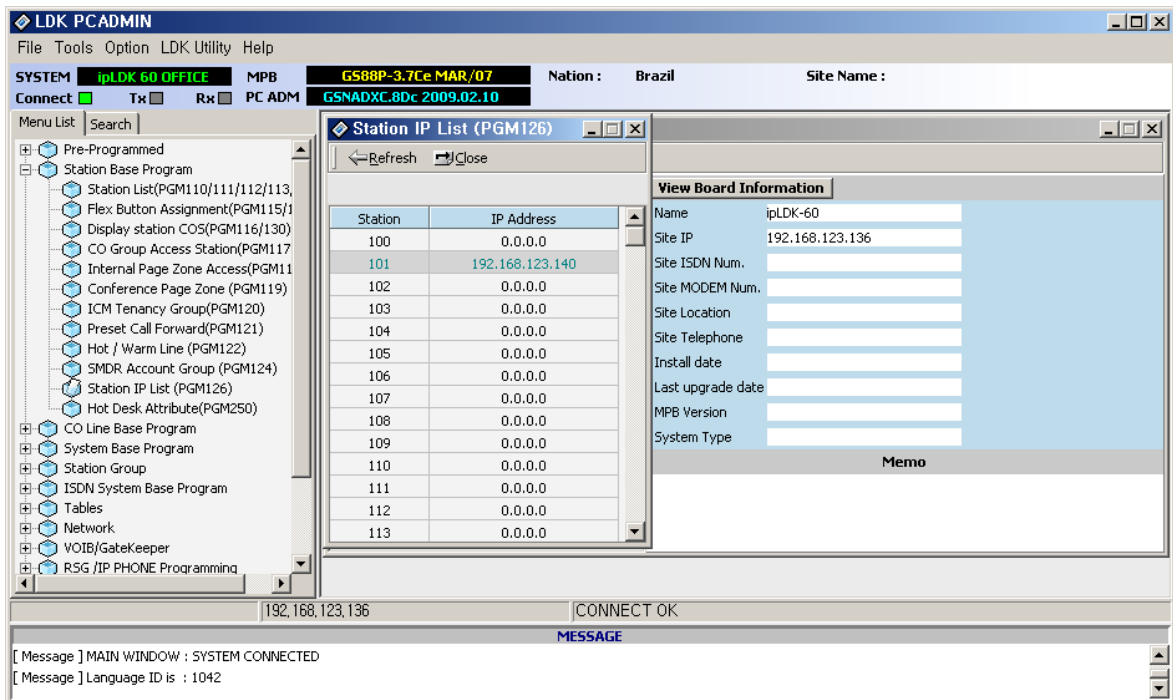 LDK PCADMIN
File Tools Option LDK Utility Help
SYSTEM ipLDK 60 OFFICE MPB GS88P-3.7Ce MAR/07 Nation : Brazil Site Name :
Connect Tx Rx PC ADM GSNADXC.8Dc 2009.02.10
Menu List Search
Pre-Programmed
Station Base Program
Station List(PGM110/111/112/113,
Flex Button Assignment(PGM115/1
Display station COS(PGM116/130)
CO Group Access Station(PGM117
Internal Page Zone Access(PGM11
Conference Page Zone (PGM119)
ICM Tenancy Group(PGM120)
Preset Call Forward(PGM121)
Hot / Warm Line (PGM122)
SMDR Account Group (PGM124)
Station IP List (PGM126)
Hot Desk Attribute(PGM250)
CO Line Base Program
System Base Program
Station Group
ISDN System Base Program
Tables
Network
VOIB/GateKeeper
RSG /IP PHONE Programming
Station IP List (PGM126)
Refresh Close
Station IP Address
100 0.0.0.0
101 192.168.123.140
102 0.0.0.0
103 0.0.0.0
104 0.0.0.0
105 0.0.0.0
106 0.0.0.0
107 0.0.0.0
108 0.0.0.0
109 0.0.0.0
110 0.0.0.0
111 0.0.0.0
112 0.0.0.0
113 0.0.0.0
View Board Information
Name ipLDK-60
Site IP 192.168.123.136
Site ISDN Num.
Site MODEM Num.
Site Location
Site Telephone
Install date
Last upgrade date
MPB Version
System Type
Memo
192,168,123,136 CONNECT OK
MESSAGE
[ Message ] MAIN WINDOW : SYSTEM CONNECTED
[ Message ] Language ID is : 1042